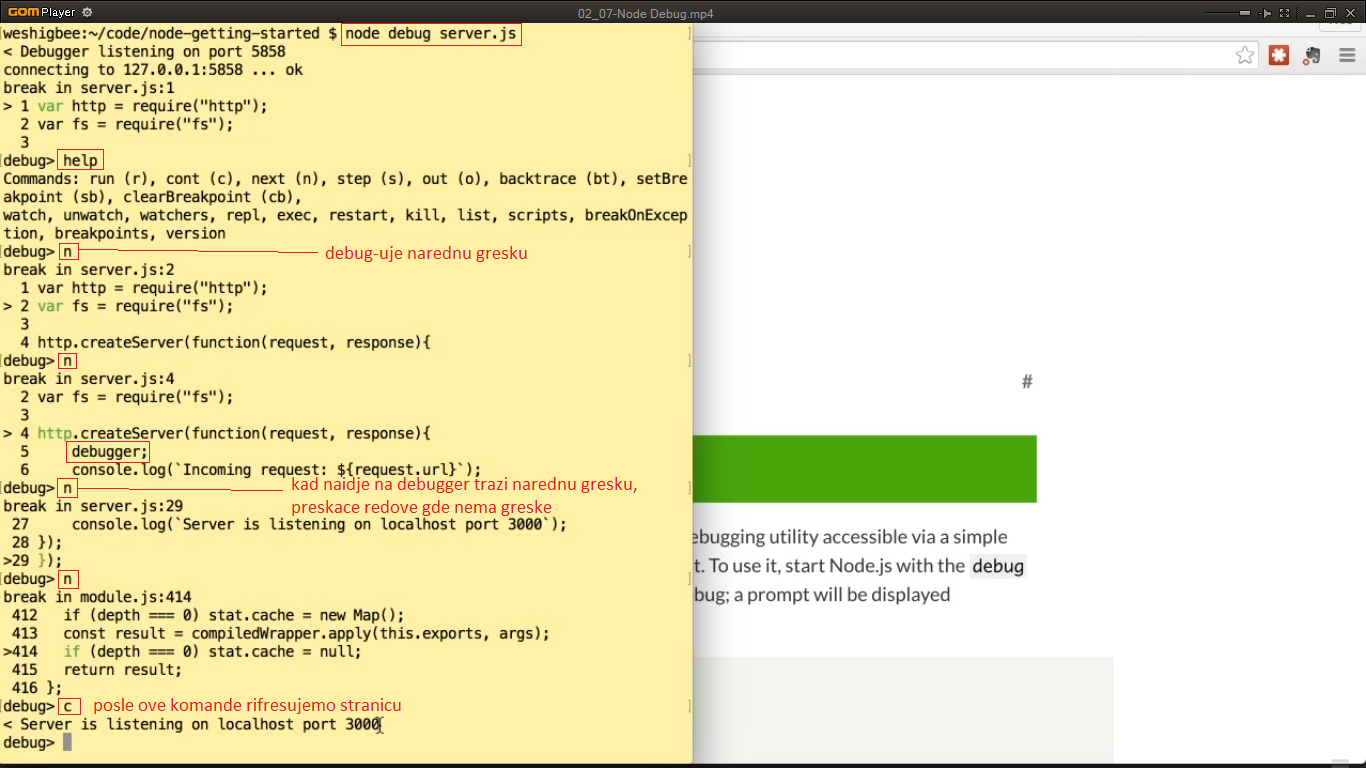 GOM Player
02_07-Node Debug.mp4
[weshigbee:~/code/node-getting-started $ node debug server.js ]
< Debugger listening on port 5858
connecting to 127.0.0.1:5858 ... ok
break in server.js:1
> 1 var http = require("http");
  2 var fs = require("fs");
  3
[debug> help ]
Commands: run (r), cont (c), next (n), step (s), out (o), backtrace (bt), setBre
akpoint (sb), clearBreakpoint (cb),
watch, unwatch, watchers, repl, exec, restart, kill, list, scripts, breakOnExcep
tion, breakpoints, version
[debug> n debug-uje narednu gresku ]
break in server.js:2
  1 var http = require("http");
> 2 var fs = require("fs");
  3
  4 http.createServer(function(request, response){
[debug> n ]
break in server.js:4
  2 var fs = require("fs");
  3
> 4 http.createServer(function(request, response){
  5     debugger;
  6     console.log(`Incoming request: ${request.url}`);
[debug> n kad naidje na debugger trazi narednu gresku, ]
preskace redove gde nema greske
break in server.js:29
 27     console.log(`Server is listening on localhost port 3000`);
 28 });
>29 });
[debug> n ]
break in module.js:414
 412   if (depth === 0) stat.cache = new Map();
 413   const result = compiledWrapper.apply(this.exports, args);
>414   if (depth === 0) stat.cache = null;
 415   return result;
 416 };
[debug> c posle ove komande rifresujemo stranicu ]
< Server is listening on localhost port 3000
debug>
#
ebugging utility accessible via a simple
t. To use it, start Node.js with the debug
bug; a prompt will be displayed